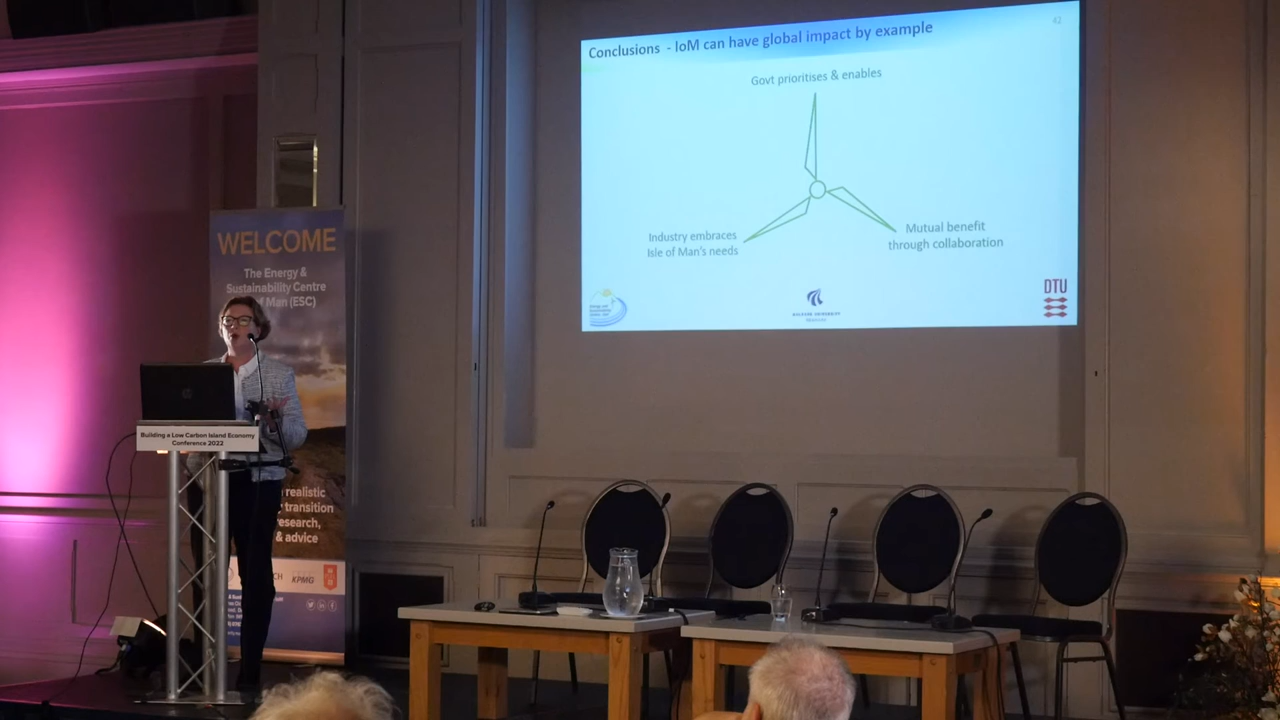 Conclusions - IoM can have global impact by example
42
Govt prioritises & enables
Industry embraces
Isle of Man's needs
Mutual benefit
through collaboration
AALBORG UNIVERSITY
DTU
WELCOME
The Energy &
Sustainability Centre
of Man (ESC)
Building a Low Carbon Island Economy
Conference 2022
realistic
transition
research,
& advice
KPMG